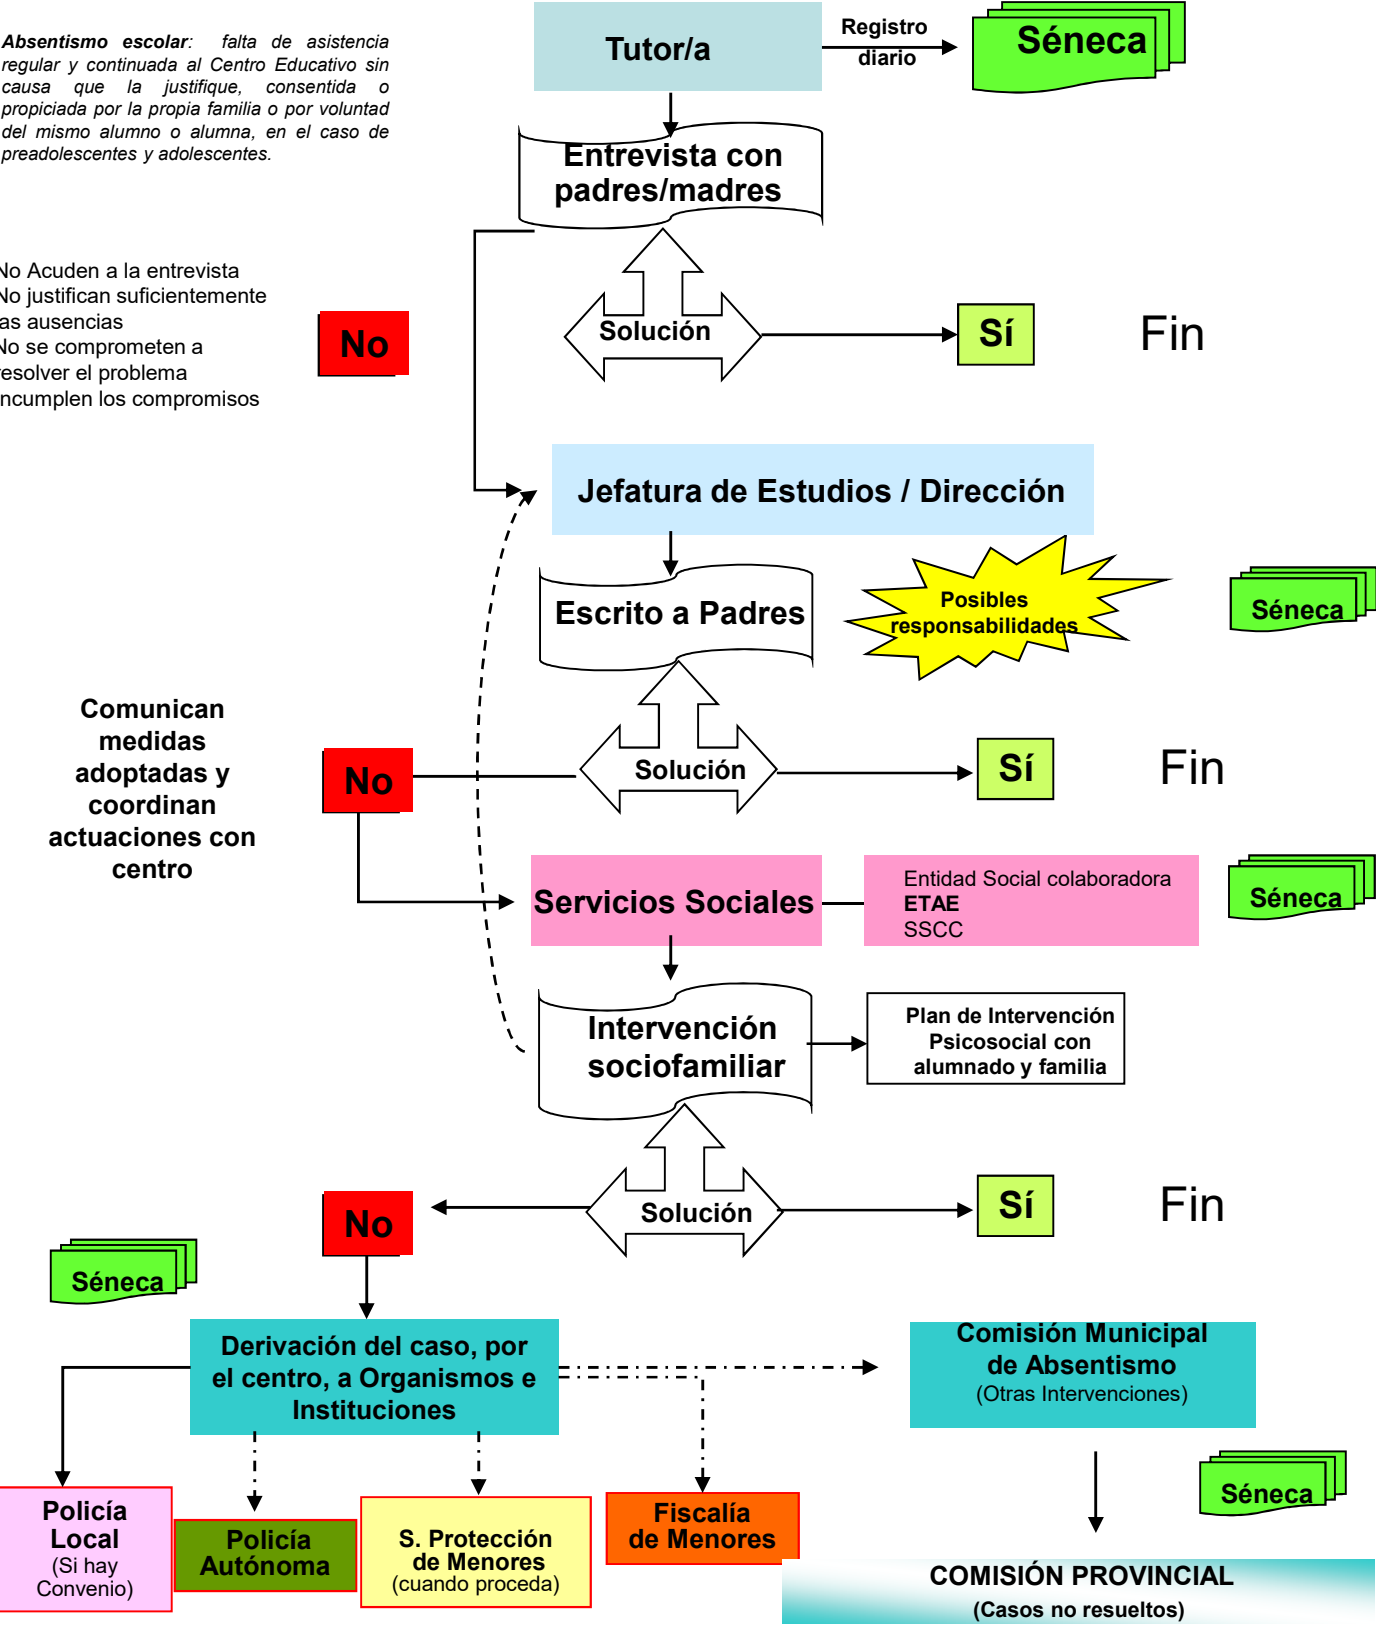 Absentismo escolar: falta de asistencia
regular y continuada al Centro Educativo sin
causa que la justifique, consentida o
propiciada por la propia familia o por voluntad
del mismo alumno o alumna, en el caso de
preadolescentes y adolescentes.
Tutor/a
Registro
diario
Séneca
Entrevista con
padres/madres
No Acuden a la entrevista
No justifican suficientemente
as ausencias
No se comprometen a
resolver el problema
ncumplen los compromisos
No
Solución
Sí
Fin
Jefatura de Estudios / Dirección
Escrito a Padres
Posibles
responsabilidades
Séneca
Comunican
medidas
adoptadas y
coordinan
actuaciones con
centro
No
Solución
Sí
Fin
Servicios Sociales
Entidad Social colaboradora
ETAE
SSCC
Séneca
Intervención
sociofamiliar
Plan de Intervención
Psicosocial con
alumnado y familia
No
Solución
Sí
Fin
Séneca
Derivación del caso, por
el centro, a Organismos e
Instituciones
Comisión Municipal
de Absentismo
(Otras Intervenciones)
Séneca
Policía
Local
(Si hay
Convenio)
Policía
Autónoma
S. Protección
de Menores
(cuando proceda)
Fiscalía
de Menores
COMISIÓN PROVINCIAL
(Casos no resueltos)